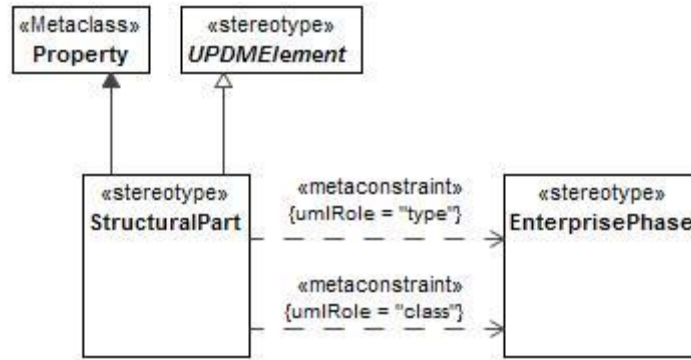 «Metaclass»
Property
«stereotype»
UPDMElement
«stereotype»
StructuralPart
«metaconstraint»
{umlRole = "type"}
«metaconstraint»
{umlRole = "class"}
«stereotype»
EnterprisePhase